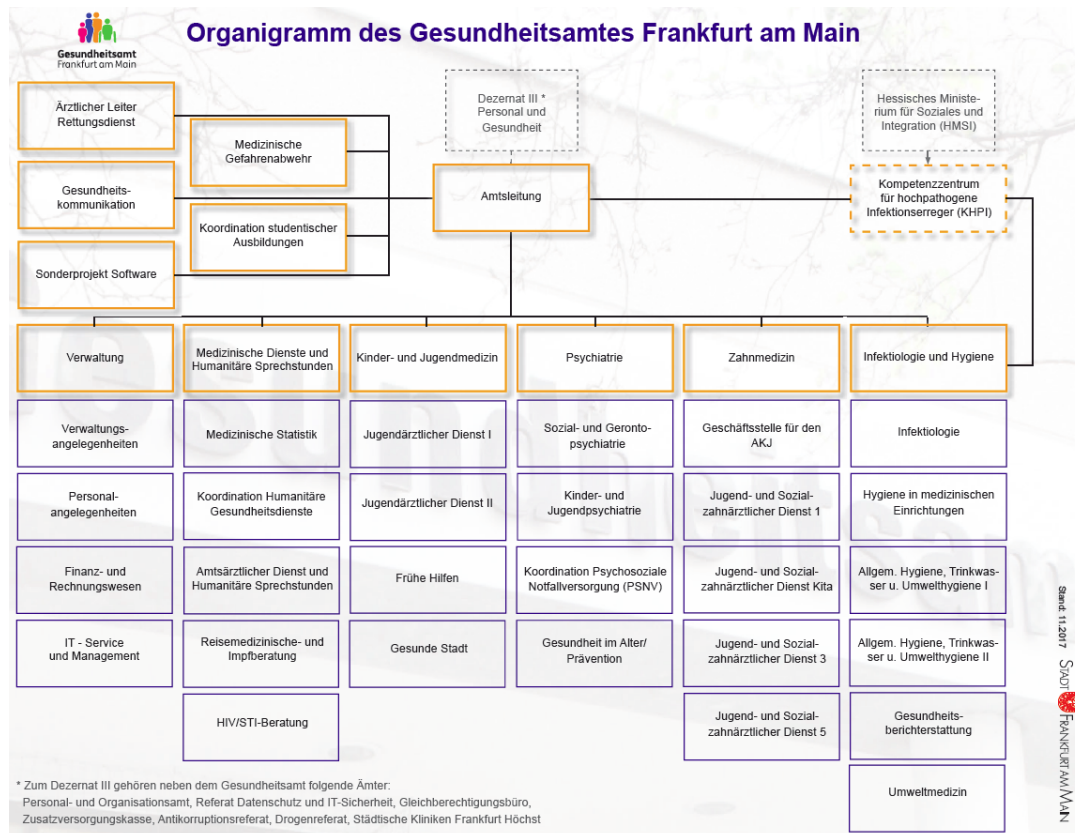 Gesundheitsamt
Frankfurt am Main
Organigramm des Gesundheitsamtes Frankfurt am Main
Ärztlicher Leiter
Rettungsdienst
Medizinische
Gefahrenabwehr
Gesundheits-
kommunikation
Koordination studentischer
Ausbildungen
Sonderprojekt Software
Dezernat III *
Personal und
Gesundheit
Amtsleitung
Hessisches Ministe-
rium für Soziales und
Integration (HMSI)
Kompetenzzentrum
für hochpathogene
Infektionserreger (KHPI)
Verwaltung
Verwaltungs-
angelegenheiten
Personal-
angelegenheiten
Finanz- und
Rechnungswesen
IT - Service
und Management
Medizinische Dienste und
Humanitäre Sprechstunden
Medizinische Statistik
Koordination Humanitäre
Gesundheitsdienste
Amtsärztlicher Dienst und
Humanitäre Sprechstunden
Reisemedizinische- und
Impfberatung
HIV/STI-Beratung
Kinder- und Jugendmedizin
Jugendärztlicher Dienst I
Jugendärztlicher Dienst II
Frühe Hilfen
Gesunde Stadt
Psychiatrie
Sozial- und Geronto-
psychiatrie
Kinder- und
Jugendpsychiatrie
Koordination Psychosoziale
Notfallversorgung (PSNV)
Gesundheit im Alter/
Prävention
Zahnmedizin
Geschäftsstelle für den
AKJ
Jugend- und Sozial-
zahnärztlicher Dienst 1
Jugend- und Sozial-
zahnärztlicher Dienst Kita
Jugend- und Sozial-
zahnärztlicher Dienst 3
Jugend- und Sozial-
zahnärztlicher Dienst 5
Infektiologie und Hygiene
Infektiologie
Hygiene in medizinischen
Einrichtungen
Allgem. Hygiene, Trinkwas-
ser u. Umwelthygiene I
Allgem. Hygiene, Trinkwas-
ser u. Umwelthygiene II
Gesundheits-
berichterstattung
Umweltmedizin
* Zum Dezernat III gehören neben dem Gesundheitsamt folgende Ämter:
Personal- und Organisationsamt, Referat Datenschutz und IT-Sicherheit, Gleichberechtigungsbüro,
Zusatzversorgungskasse, Antikorruptionsreferat, Drogenreferat, Städtische Kliniken Frankfurt Höchst
Stand: 11.2017
STADT FRANKFURT AM MAIN